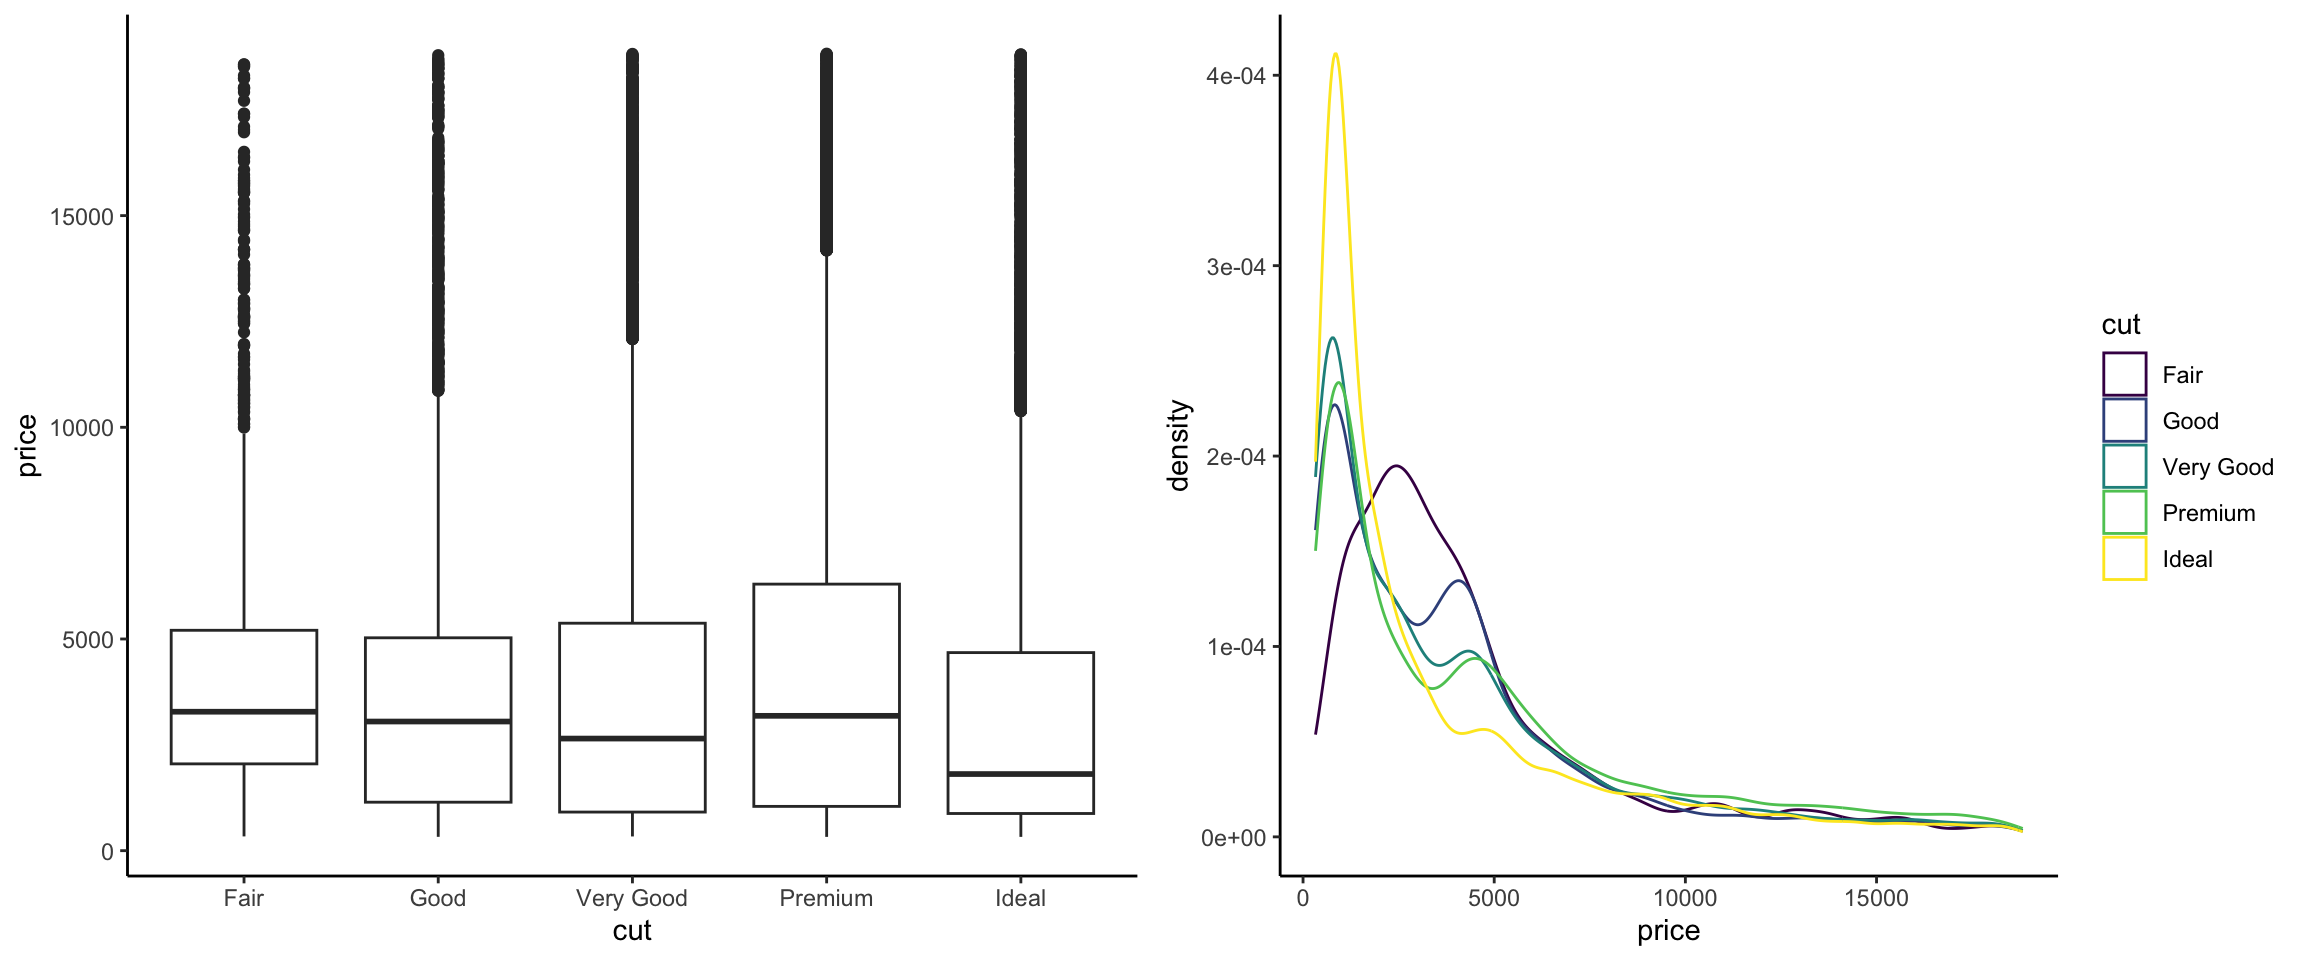 price
15000
10000
5000
0
Fair
Good
Very Good
Premium
Ideal
cut
density
4e-04
3e-04
2e-04
1e-04
0e+00
0
5000
10000
15000
price
cut
Fair
Good
Very Good
Premium
Ideal